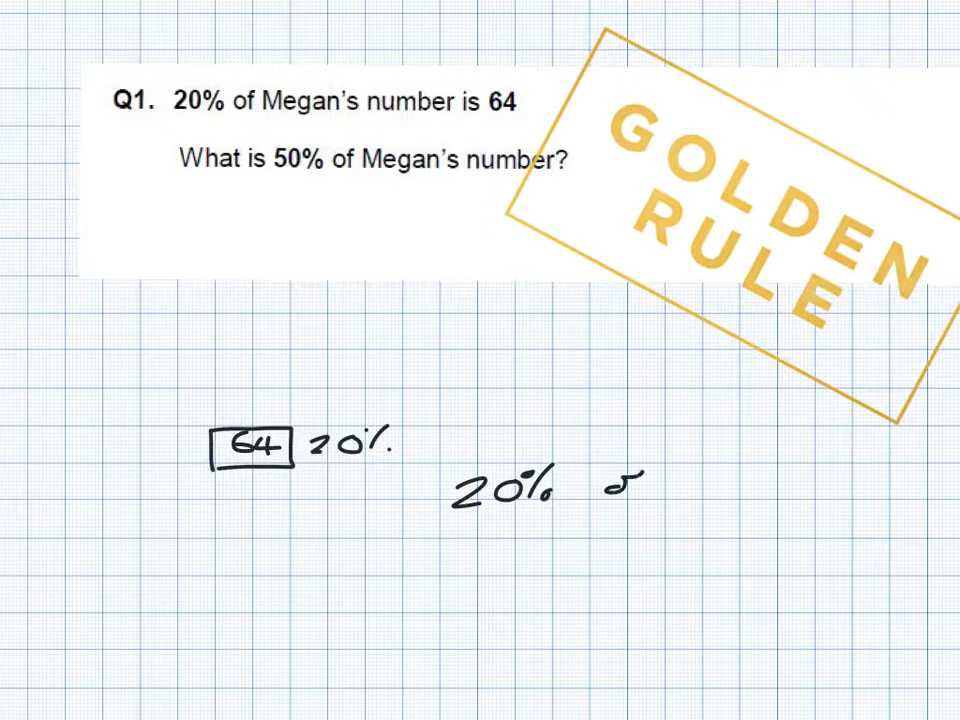 Q1. 20% of Megan's number is 64
What is 50% of Megan's number?
GOLDEN
RULE
64 20%
20%